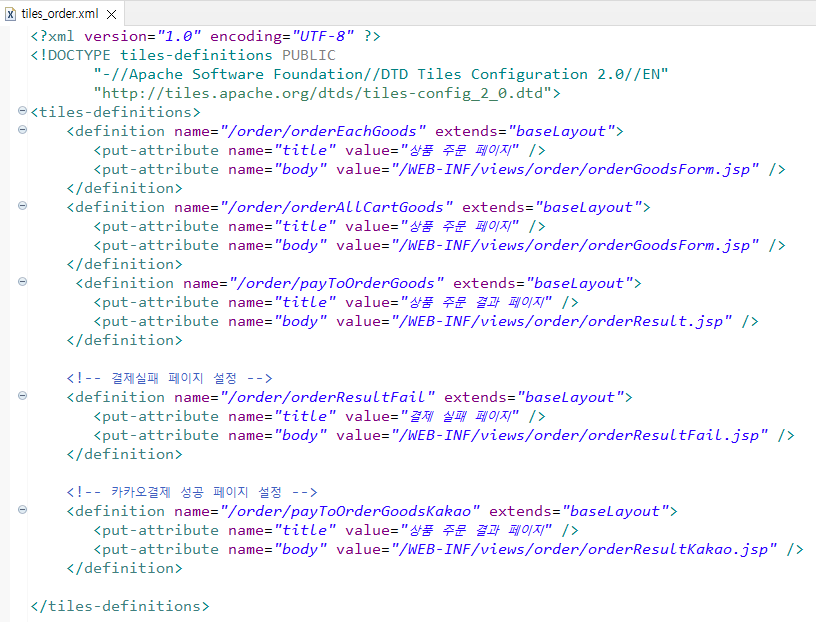 tiles_order.xml
<?xml version="1.0" encoding="UTF-8" ?>
<!DOCTYPE tiles-definitions PUBLIC
"-//Apache Software Foundation//DTD Tiles Configuration 2.0//EN"
"http://tiles.apache.org/dtds/tiles-config_2_0.dtd">
<tiles-definitions>
<definition name="/order/orderEachGoods" extends="baseLayout">
<put-attribute name="title" value="상품 주문 페이지" />
<put-attribute name="body" value="/WEB-INF/views/order/orderGoodsForm.jsp" />
</definition>
<definition name="/order/orderAllCartGoods" extends="baseLayout">
<put-attribute name="title" value="상품 주문 페이지" />
<put-attribute name="body" value="/WEB-INF/views/order/orderGoodsForm.jsp" />
</definition>
<definition name="/order/payToOrderGoods" extends="baseLayout">
<put-attribute name="title" value="상품 주문 결과 페이지" />
<put-attribute name="body" value="/WEB-INF/views/order/orderResult.jsp" />
</definition>
<!-- 결제실패 페이지 설정 -->
<definition name="/order/orderResultFail" extends="baseLayout">
<put-attribute name="title" value="결제 실패 페이지" />
<put-attribute name="body" value="/WEB-INF/views/order/orderResultFail.jsp" />
</definition>
<!-- 카카오결제 성공 페이지 설정 -->
<definition name="/order/payToOrderGoodsKakao" extends="baseLayout">
<put-attribute name="title" value="상품 주문 결과 페이지" />
<put-attribute name="body" value="/WEB-INF/views/order/orderResultKakao.jsp" />
</definition>
</tiles-definitions>